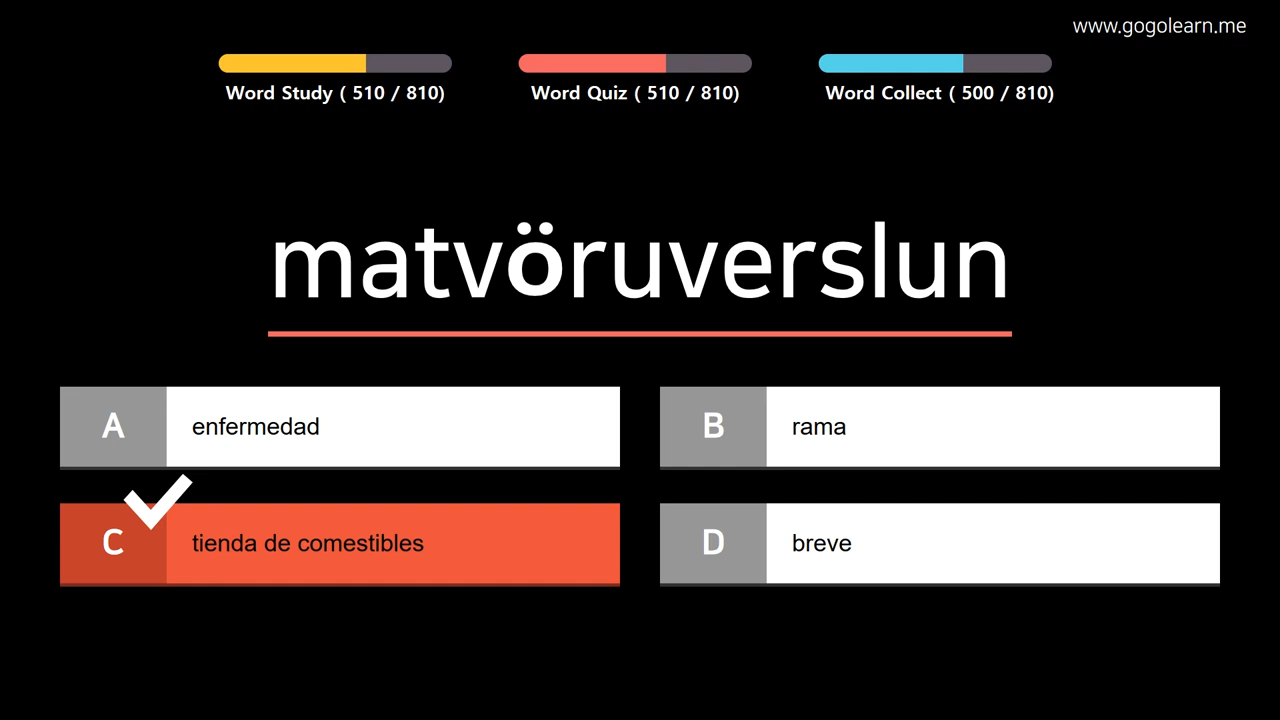 www.gogolearn.me
Word Study ( 510 / 810)
Word Quiz ( 510 / 810)
Word Collect ( 500 / 810)
matvöruverslun
A enfermedad
B rama
C tienda de comestibles
D breve